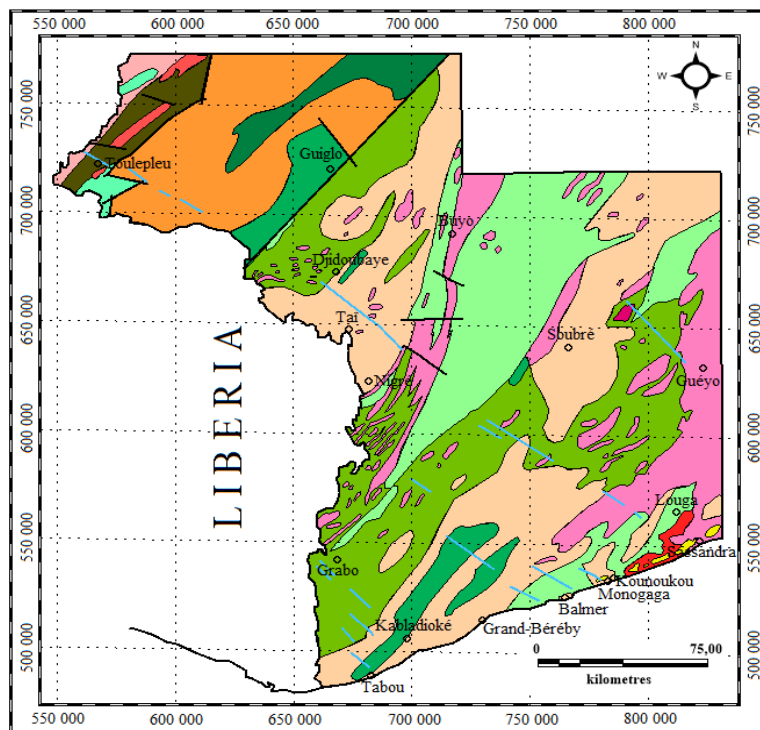 550 000 600 000 650 000 700 000 750 000 800 000
N
W E
S
750 000 750 000
Toulepleu
Guiglo
700 000 700 000
Buyo
Djidoubaye
650 000 650 000
Taï
Soubré
Nigré
Guéyo
LIBERIA
600 000 600 000
Louga
550 000 550 000
Sassandra
Grabo
Kounoukou
Monogaga
Balmer
Kabladioké
Grand-Béréby
500 000 500 000
0 75,00
kilometres
Tabou
550 000 600 000 650 000 700 000 750 000 800 000